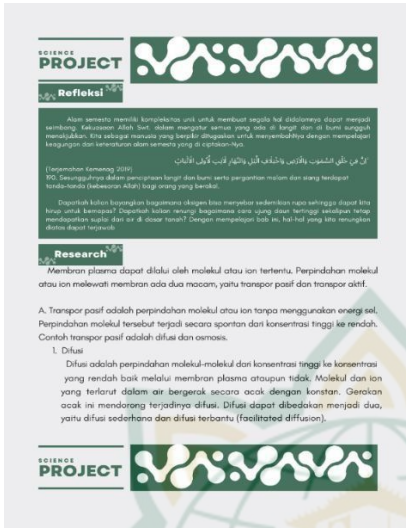 SCIENCE
PROJECT
Refleksi
Alam semesta memiliki kompleksitas unik untuk membuat segala hal didalamnya dapat menjadi
seimbang. Kekuasaan Allah Swt. dalam mengatur semua yang ada di langit dan di bumi sungguh
menakjubkan. Kita sebagai manusia yang berpikir ditugaskan untuk menyembahNya dengan mempelajari
keagungan dan keteraturan alam semesta yang di ciptakan-Nya.
اِنَّ فِيْ خَلْقِ السَّمٰوٰتِ وَالْاَرْضِ وَاخْتِلَافِ الَّيْلِ وَالنَّهَارِ لَاٰيٰتٍ لِّاُولِى الْاَلْبَابِ
(Terjemahan Kemenag 2019)
190. Sesungguhnya dalam penciptaan langit dan bumi serta pergantian malam dan siang terdapat
tanda-tanda (kebesaran Allah) bagi orang yang berakal.
Dapatkah kalian bayangkan bagaimana oksigen bisa menyebar sedemikian rupa sehingga dapat kita
hirup untuk bernapas? Dapatkah kalian renungi bagaimana cara ujung daun tertinggi sekalipun tetap
mendapatkan suplai dari air di dasar tanah? Dengan mempelajari bab ini, hal-hal yang kita renungkan
diatas dapat terjawab
Research
Membran plasma dapat dilalui oleh molekul atau ion tertentu. Perpindahan molekul
atau ion melewati membran ada dua macam, yaitu transpor pasif dan transpor aktif.
A. Transpor pasif adalah perpindahan molekul atau ion tanpa menggunakan energi sel.
Perpindahan molekul tersebut terjadi secara spontan dari konsentrasi tinggi ke rendah.
Contoh transpor pasif adalah difusi dan osmosis.
1. Difusi
Difusi adalah perpindahan molekul-molekul dari konsentrasi tinggi ke konsentrasi
yang rendah baik melalui membran plasma ataupun tidak. Molekul dan ion
yang terlarut dalam air bergerak secara acak dengan konstan. Gerakan
acak ini mendorong terjadinya difusi. Difusi dapat dibedakan menjadi dua,
yaitu difusi sederhana dan difusi terbantu (facilitated diffusion).
SCIENCE
PROJECT